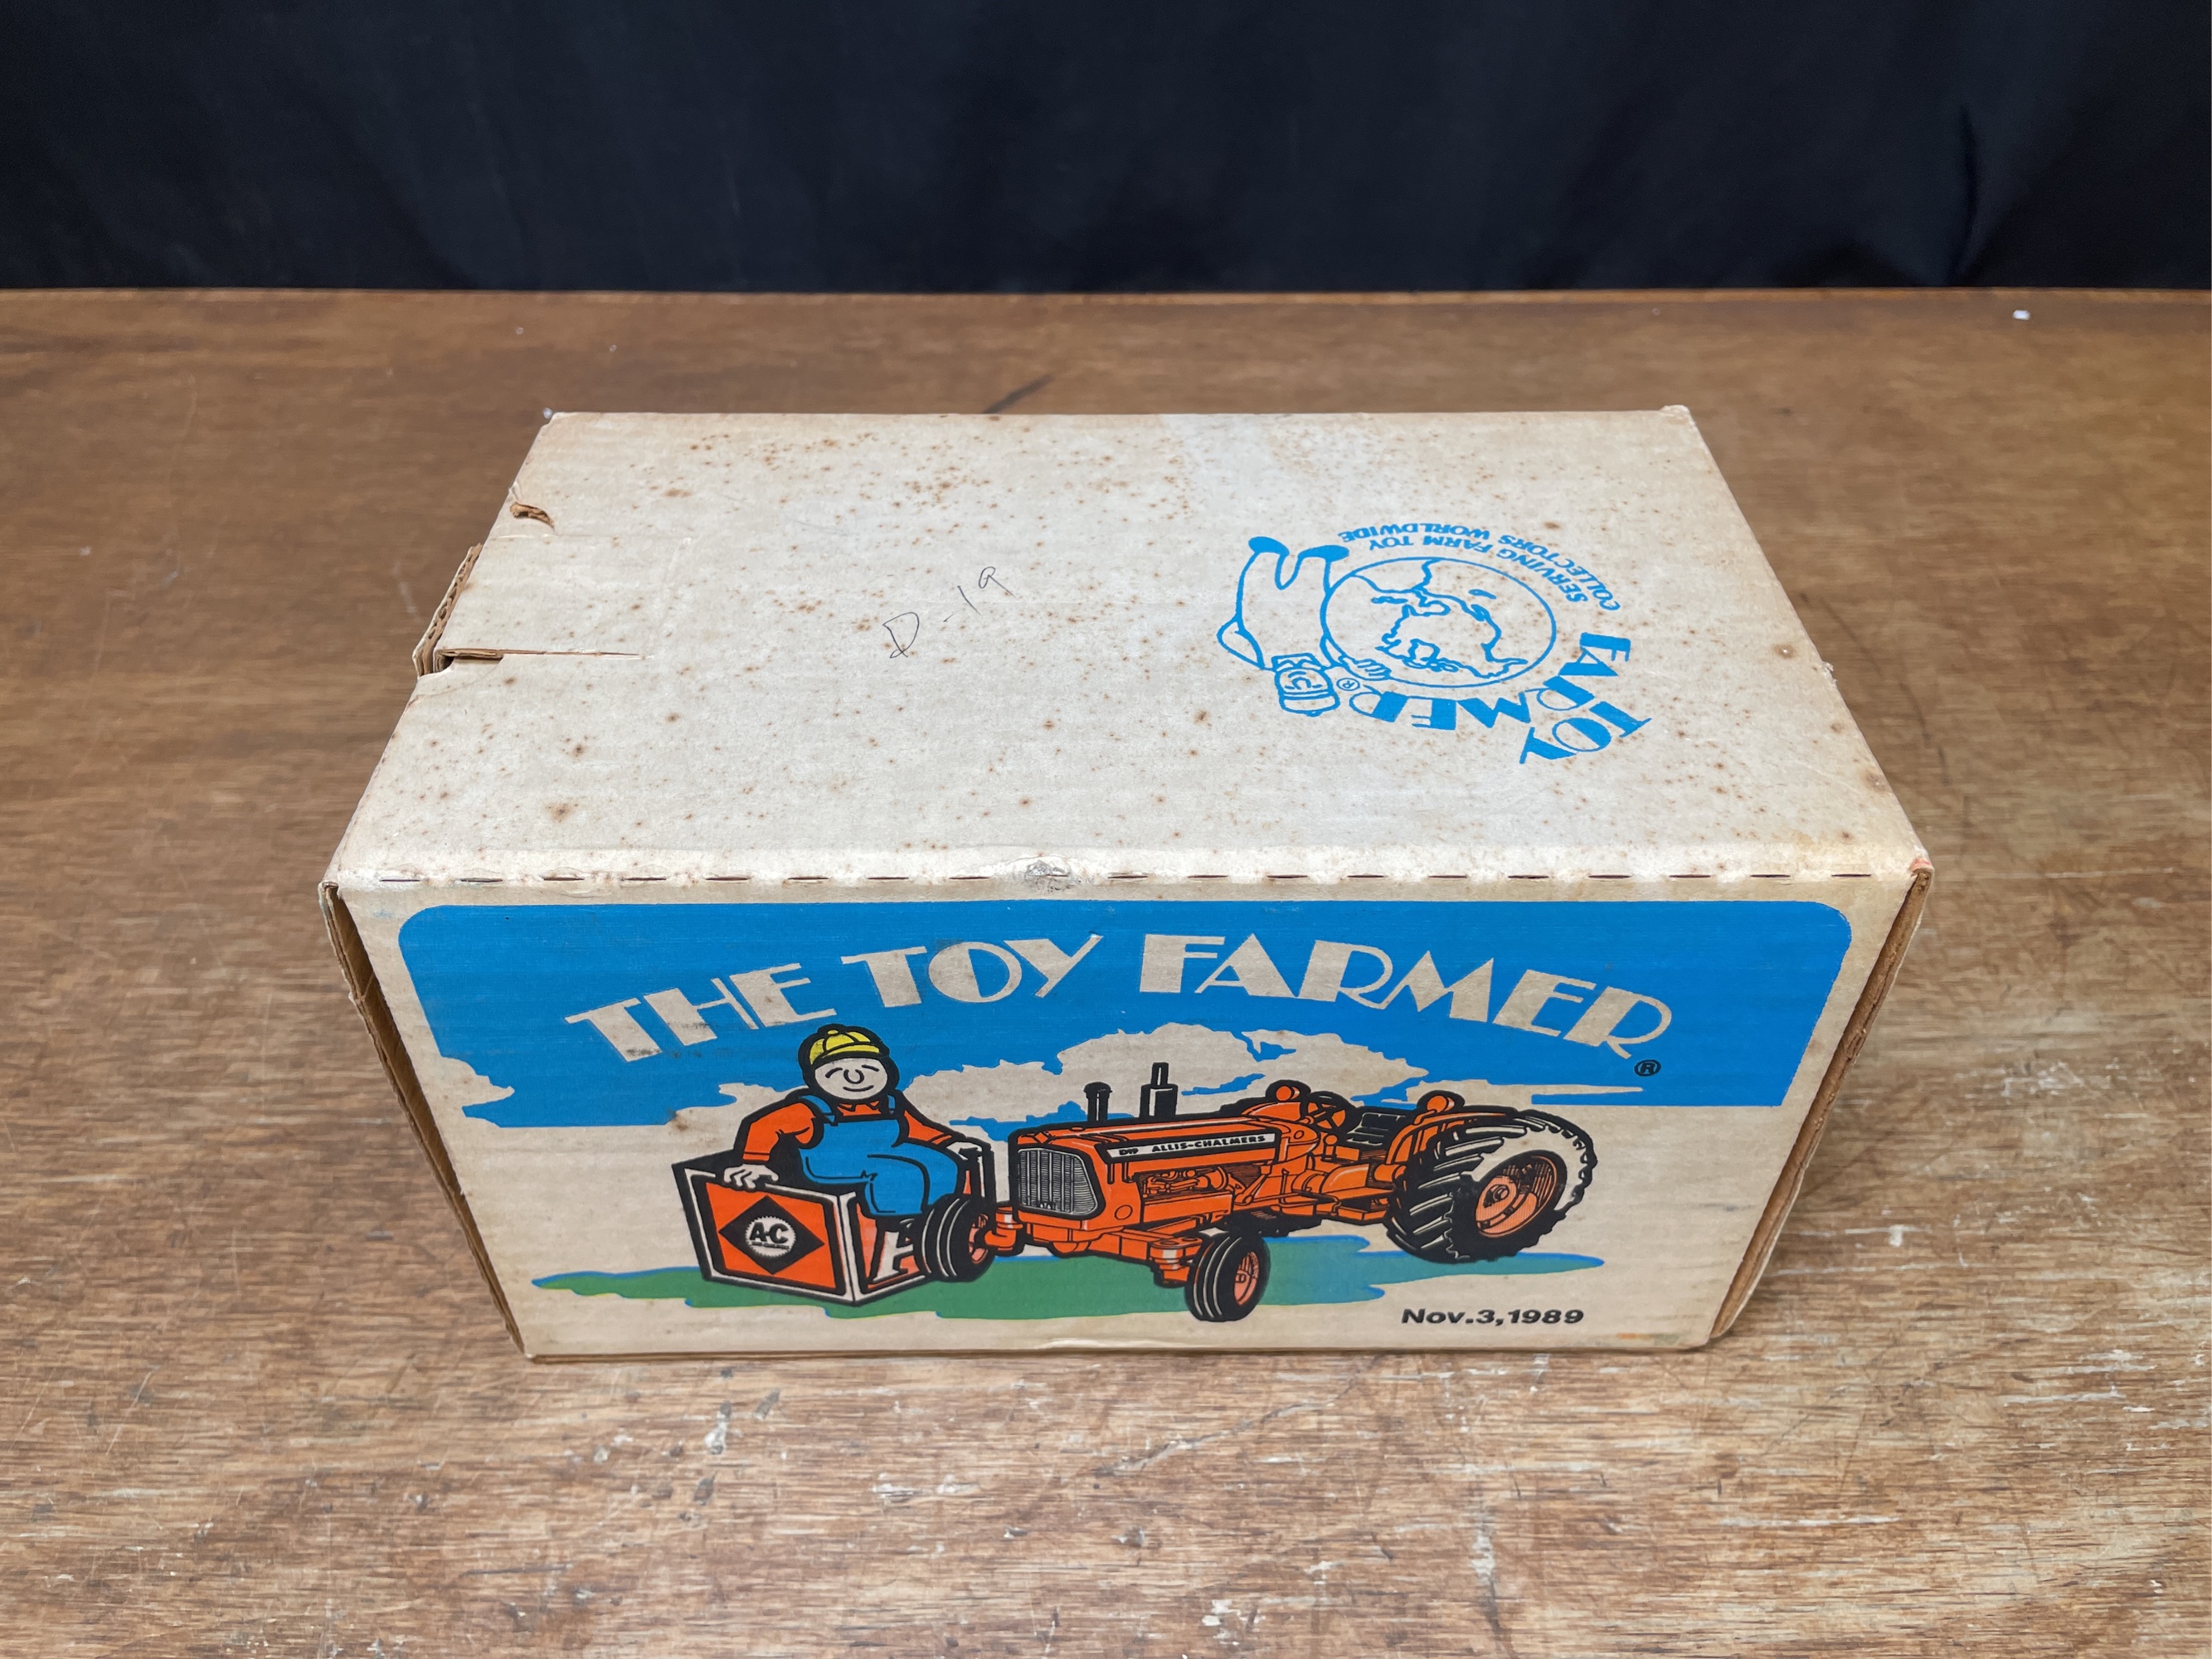 D-19
TOY
FARMER®
SERVING FARM TOY
COLLECTORS WORLDWIDE
THE TOY FARMER®
D19 ALLIS-CHALMERS
A-C
A
Nov.3,1989